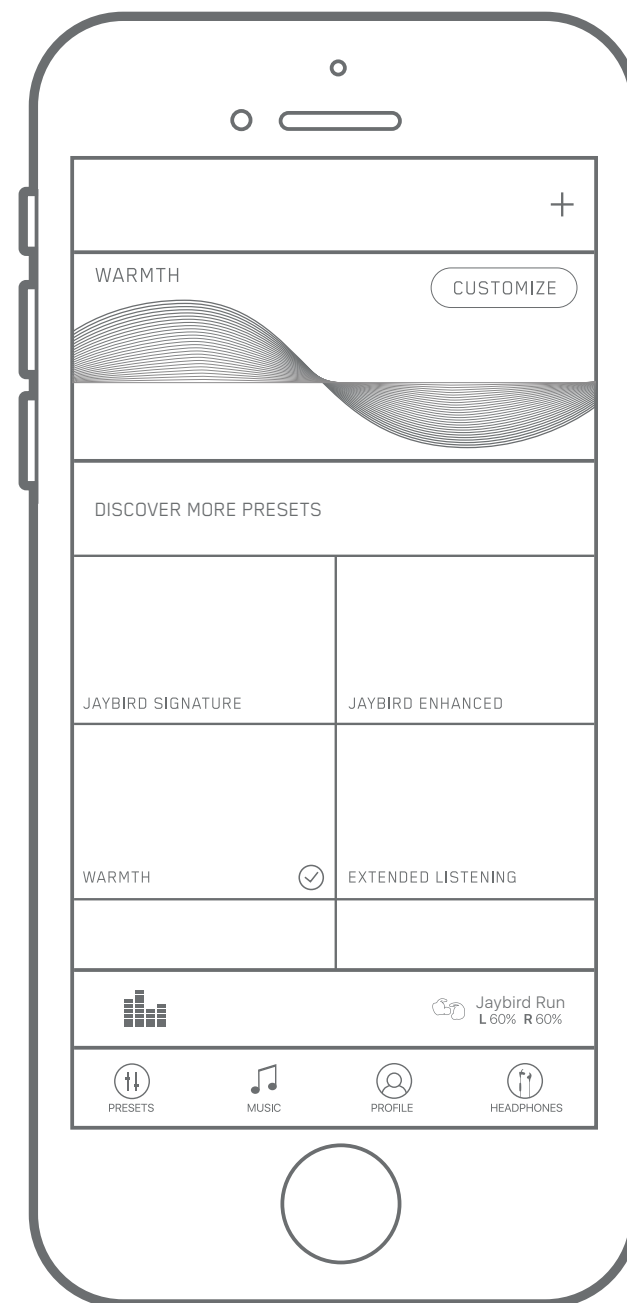 +
WARMTH
CUSTOMIZE
DISCOVER MORE PRESETS
JAYBIRD SIGNATURE
JAYBIRD ENHANCED
WARMTH
EXTENDED LISTENING
Jaybird Run
L 60% R 60%
PRESETS
MUSIC
PROFILE
HEADPHONES